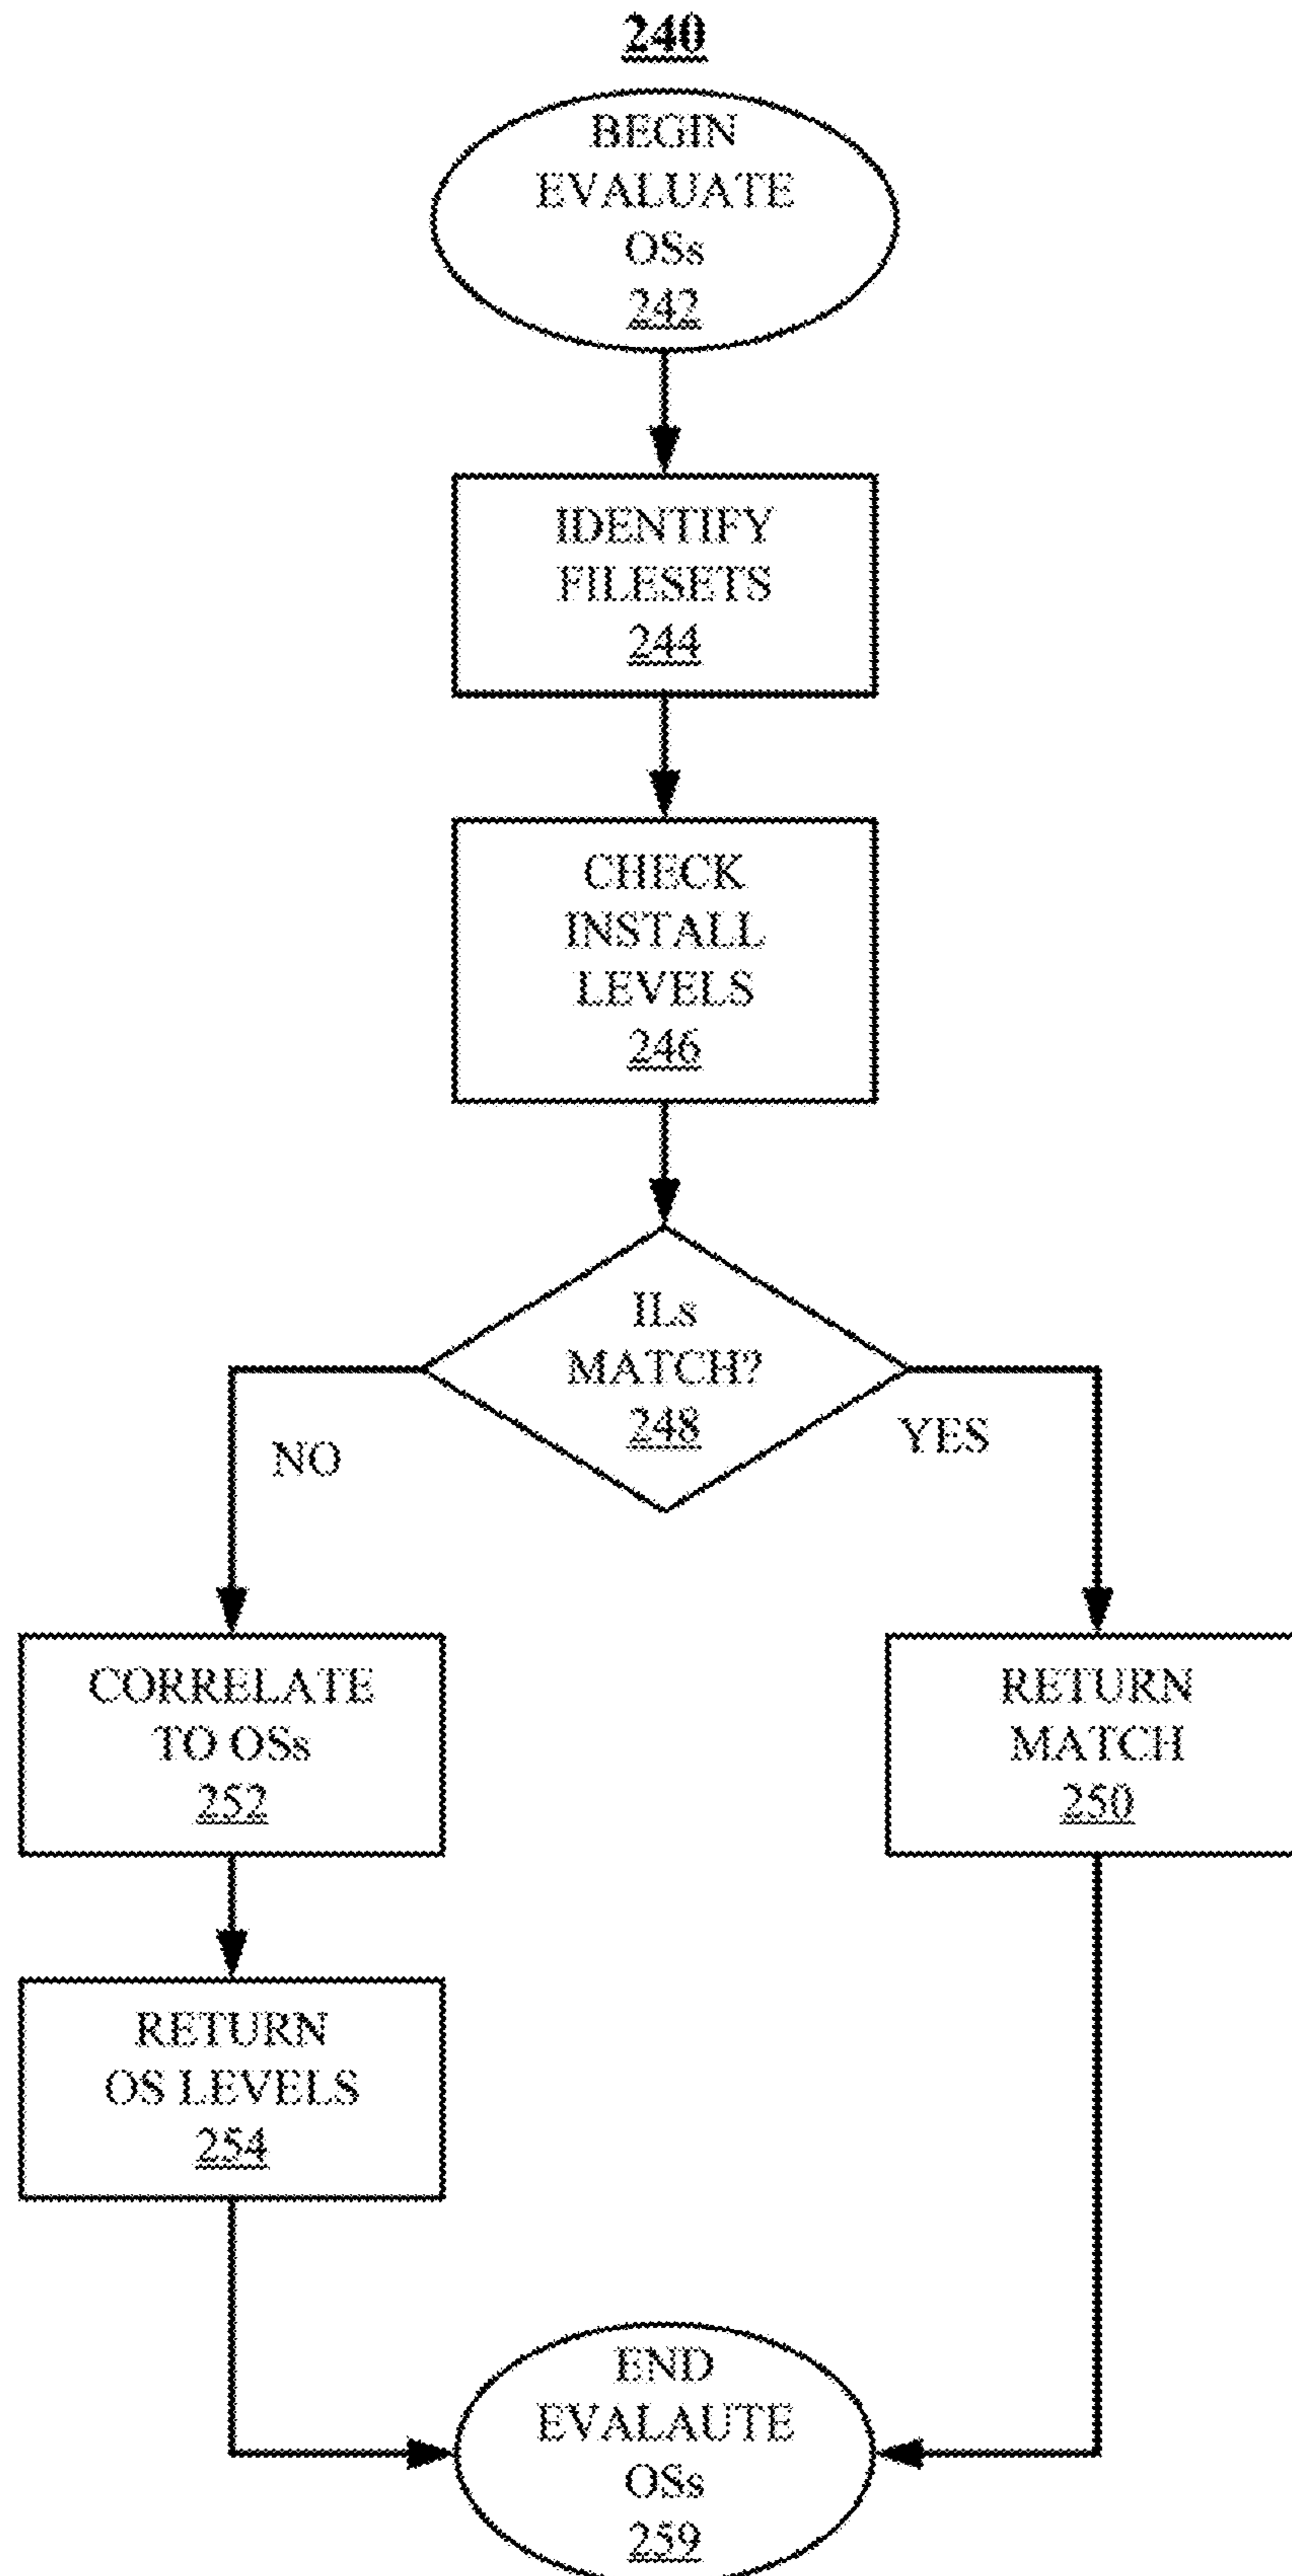 240
BEGIN
EVALUATE
OSs
242
IDENTIFY
FILESETS
244
CHECK
INSTALL
LEVELS
246
ILs
MATCH?
248
NO
YES
CORRELATE
TO OSs
252
RETURN
MATCH
250
RETURN
OS LEVELS
254
END
EVALAUTE
OSs
259